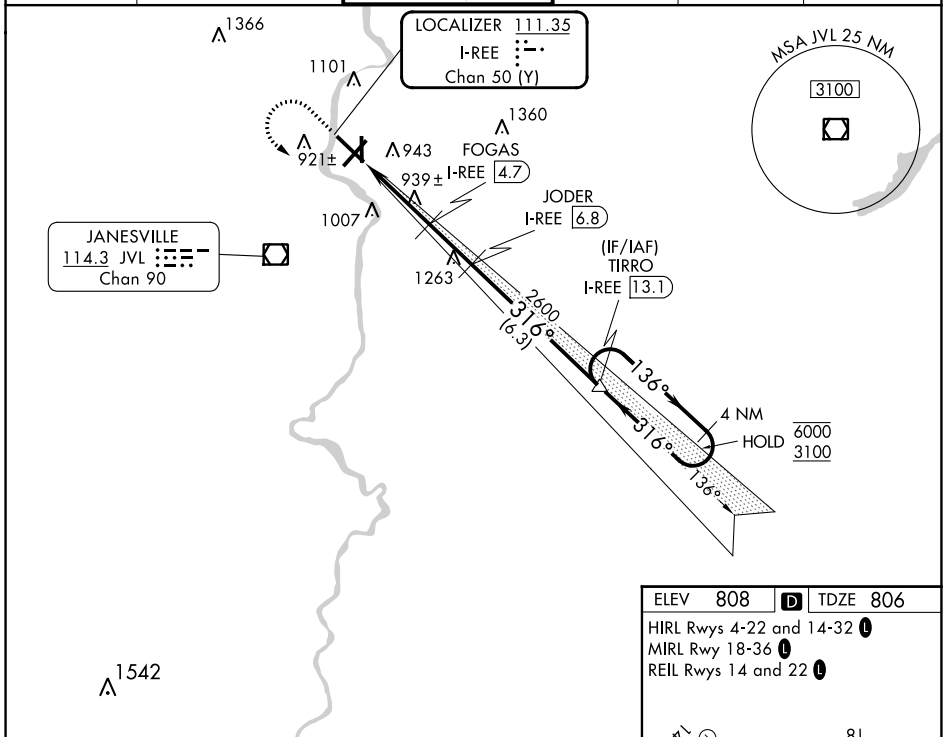 1366
LOCALIZER 111.35
I-REE
Chan 50 (Y)
MSA JVL 25 NM
3100
1101
1360
921±
943
FOGAS
I-REE 4.7
939±
JODER
I-REE 6.8
1007
JANESVILLE
114.3 JVL
Chan 90
1263
(IF/IAF)
TIRRO
I-REE 13.1
2600
316°
(6.3)
136°
4 NM
HOLD 6000
3100
316°
136°
1542
ELEV 808 D TDZE 806
HIRL Rwys 4-22 and 14-32 L
MIRL Rwy 18-36 L
REIL Rwys 14 and 22 L